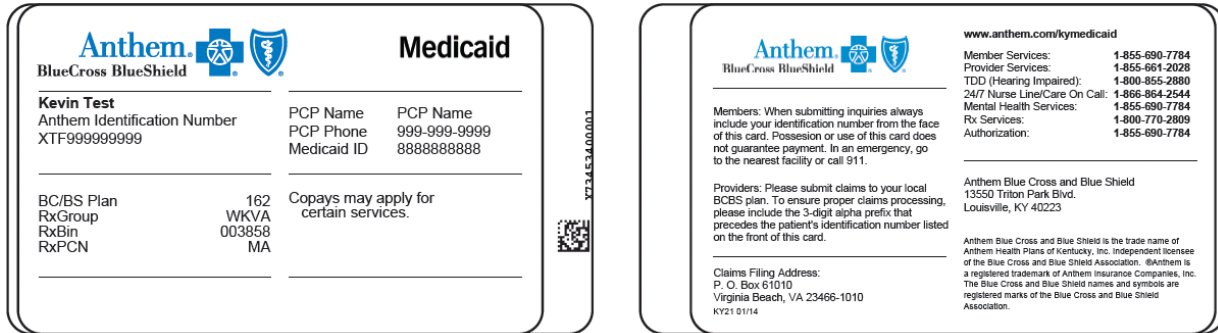 Anthem.
BlueCross BlueShield
Medicaid
Kevin Test
Anthem Identification Number
XTF999999999
PCP Name PCP Name
PCP Phone 999-999-9999
Medicaid ID 8888888888
BC/BS Plan 162
RxGroup WKVA
RxBin 003858
RxPCN MA
Copays may apply for
certain services.
X73453400001
Anthem.
BlueCross BlueShield
Members: When submitting inquiries always
include your identification number from the face
of this card. Possesion or use of this card does
not guarantee payment. In an emergency, go
to the nearest facility or call 911.
Providers: Please submit claims to your local
BCBS plan. To ensure proper claims processing,
please include the 3-digit alpha prefix that
precedes the patient's identification number listed
on the front of this card.
Claims Filing Address:
P. O. Box 61010
Virginia Beach, VA 23466-1010
KY21 01/14
www.anthem.com/kymedicaid
Member Services: 1-855-690-7784
Provider Services: 1-855-661-2028
TDD (Hearing Impaired): 1-800-855-2880
24/7 Nurse Line/Care On Call: 1-866-864-2544
Mental Health Services: 1-855-690-7784
Rx Services: 1-800-770-2809
Authorization: 1-855-690-7784
Anthem Blue Cross and Blue Shield
13550 Triton Park Blvd.
Louisville, KY 40223
Anthem Blue Cross and Blue Shield is the trade name of
Anthem Health Plans of Kentucky, Inc. Independent licensee
of the Blue Cross and Blue Shield Association. ®Anthem is
a registered trademark of Anthem Insurance Companies, Inc.
The Blue Cross and Blue Shield names and symbols are
registered marks of the Blue Cross and Blue Shield
Association.